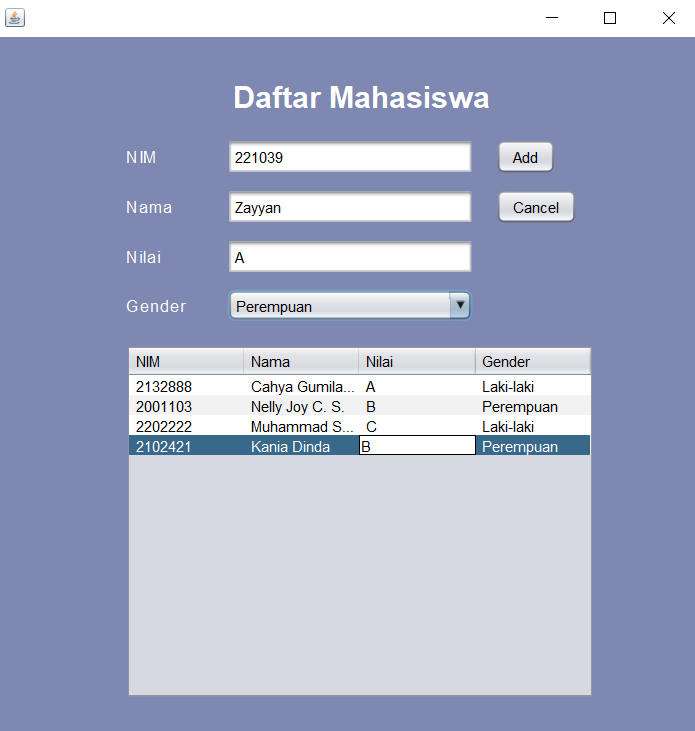 Daftar Mahasiswa
NIM 221039 Add
Nama Zayyan Cancel
Nilai A
Gender Perempuan
NIM Nama Nilai Gender
2132888 Cahya Gumila... A Laki-laki
2001103 Nelly Joy C. S. B Perempuan
2202222 Muhammad S... C Laki-laki
2102421 Kania Dinda B Perempuan